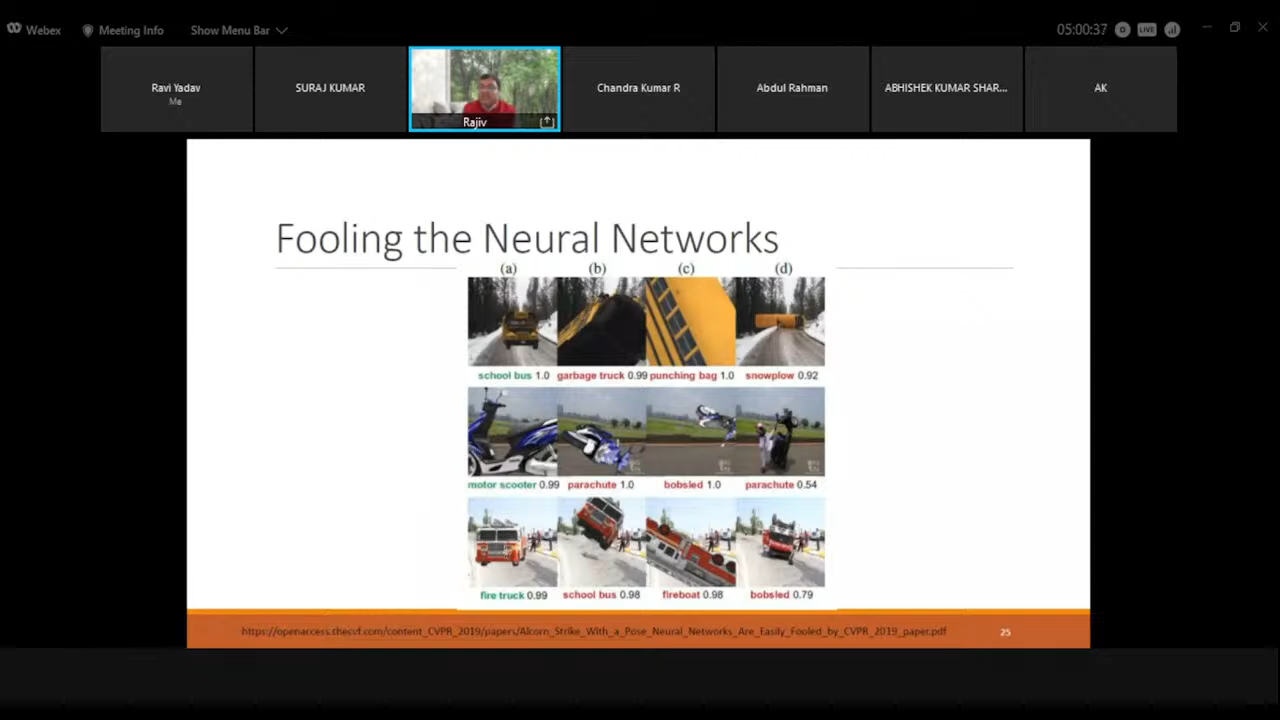 Webex Meeting Info Show Menu Bar 05:00:37 LIVE
Ravi Yadav
Me
SURAJ KUMAR
Rajiv
Chandra Kumar R
Abdul Rahman
ABHISHEK KUMAR SHAR...
AK
Fooling the Neural Networks
(a) (b) (c) (d)
school bus 1.0 garbage truck 0.99 punching bag 1.0 snowplow 0.92
motor scooter 0.99 parachute 1.0 bobsled 1.0 parachute 0.54
fire truck 0.99 school bus 0.98 fireboat 0.98 bobsled 0.79
https://openaccess.thecvf.com/content_CVPR_2019/papers/Alcorn_Strike_With_a_Pose_Neural_Networks_Are_Easily_Fooled_by_CVPR_2019_paper.pdf 25